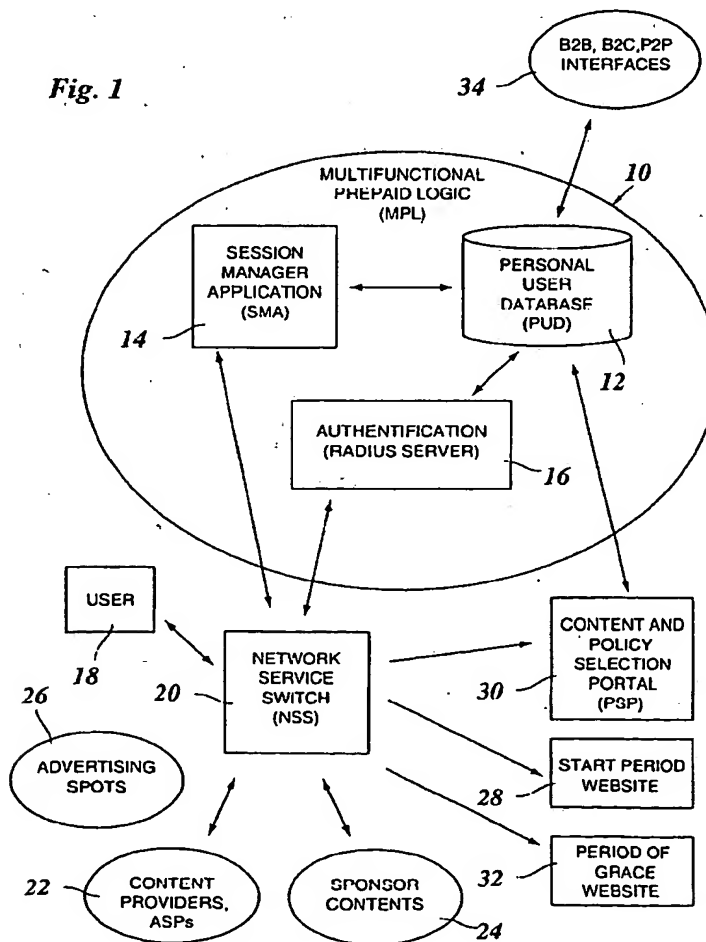 Fig. 1
B2B, B2C,P2P
INTERFACES
34
MULTIFUNCTIONAL
PREPAID LOGIC
(MPL)
10
SESSION
MANAGER
APPLICATION
(SMA)
14
PERSONAL
USER
DATABASE
(PUD)
12
AUTHENTIFICATION
(RADIUS SERVER)
16
USER
18
NETWORK
SERVICE
SWITCH
(NSS)
20
CONTENT AND
POLICY
SELECTION
PORTAL
(PSP)
30
26
ADVERTISING
SPOTS
START PERIOD
WEBSITE
28
PERIOD OF
GRACE WEBSITE
32
22
CONTENT
PROVIDERS,
ASPs
SPONSOR
CONTENTS
24